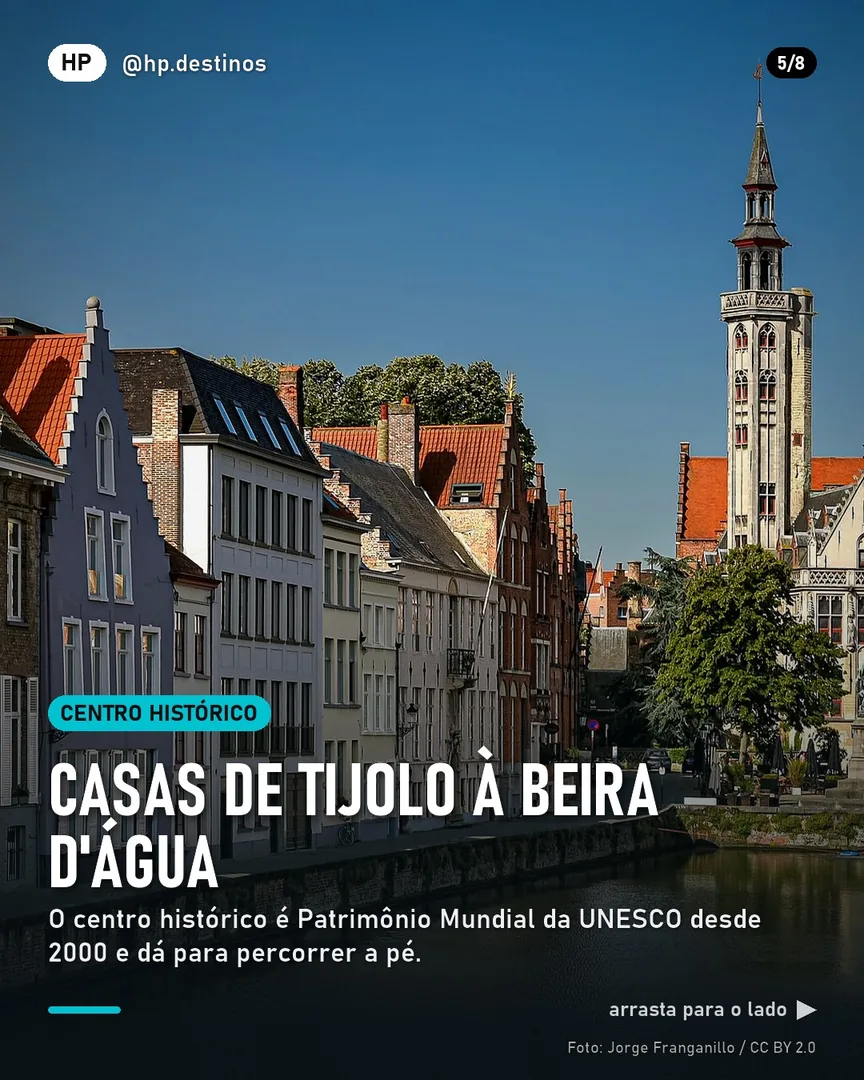 HP @hp.destinos
5/8
CENTRO HISTÓRICO
CASAS DE TIJOLO À BEIRA
D'ÁGUA
O centro histórico é Patrimônio Mundial da UNESCO desde
2000 e dá para percorrer a pé.
arrasta para o lado ▶
Foto: Jorge Franganillo / CC BY 2.0